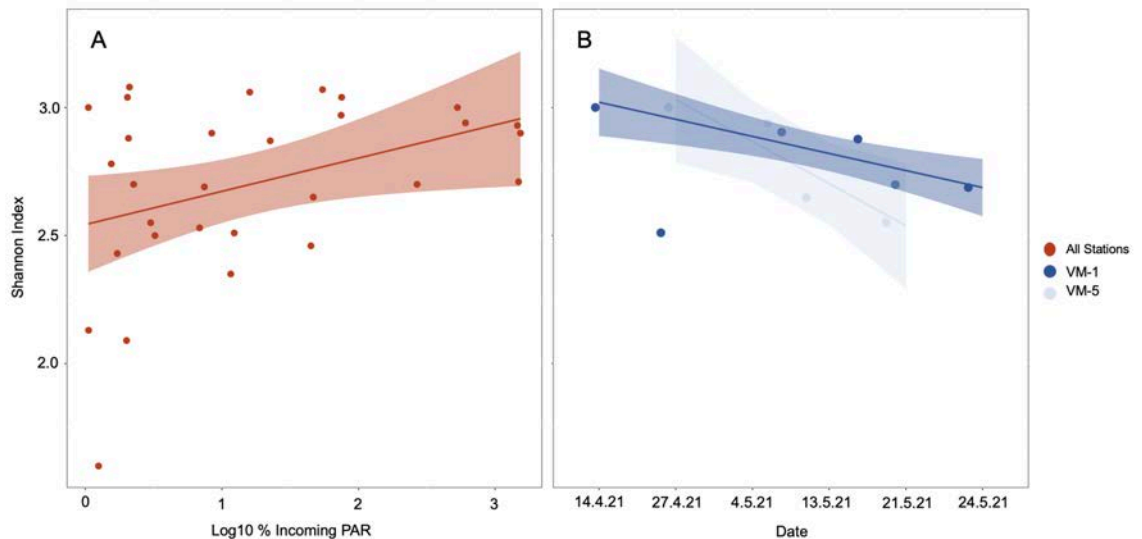 A
B
3.0
2.5
2.0
Shannon Index
0 1 2 3
Log10 % Incoming PAR
14.4.21 27.4.21 4.5.21 13.5.21 21.5.21 24.5.21
Date
All Stations
VM-1
VM-5